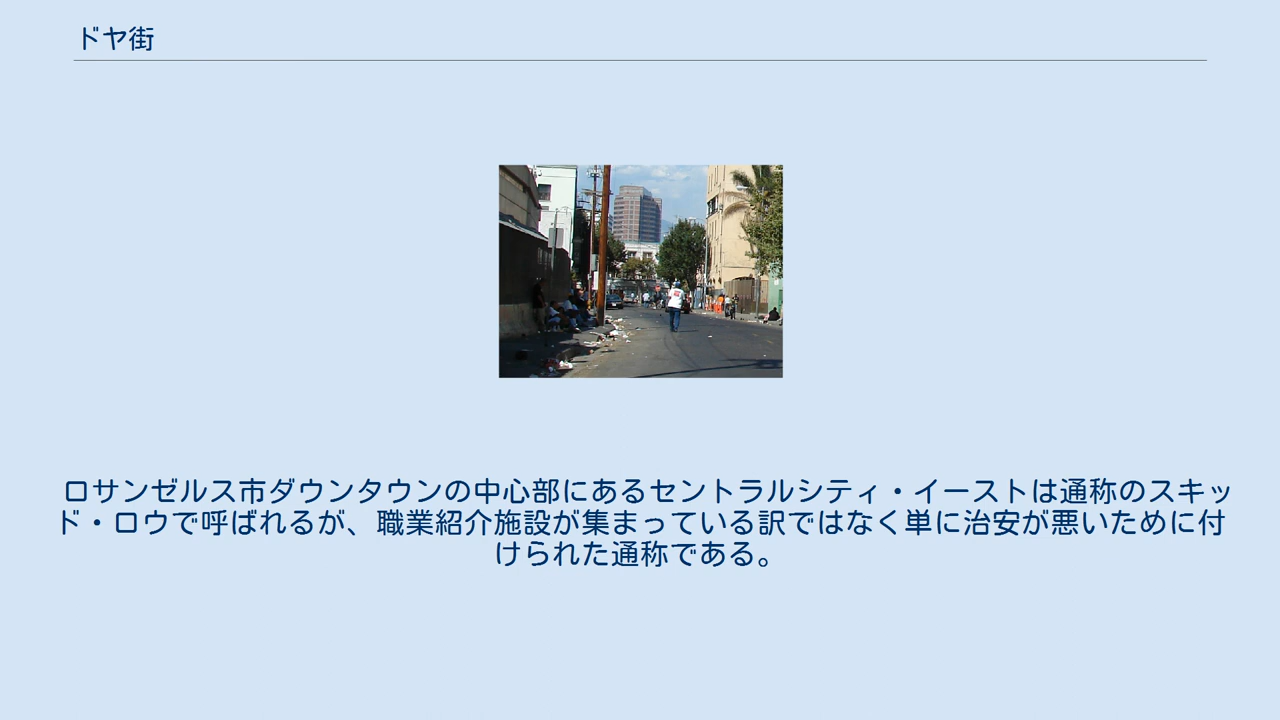 ドヤ街
ロサンゼルス市ダウンタウンの中心部にあるセントラルシティ・イーストは通称のスキッ
ド・ロウで呼ばれるが、職業紹介施設が集まっている訳ではなく単に治安が悪いために付
けられた通称である。